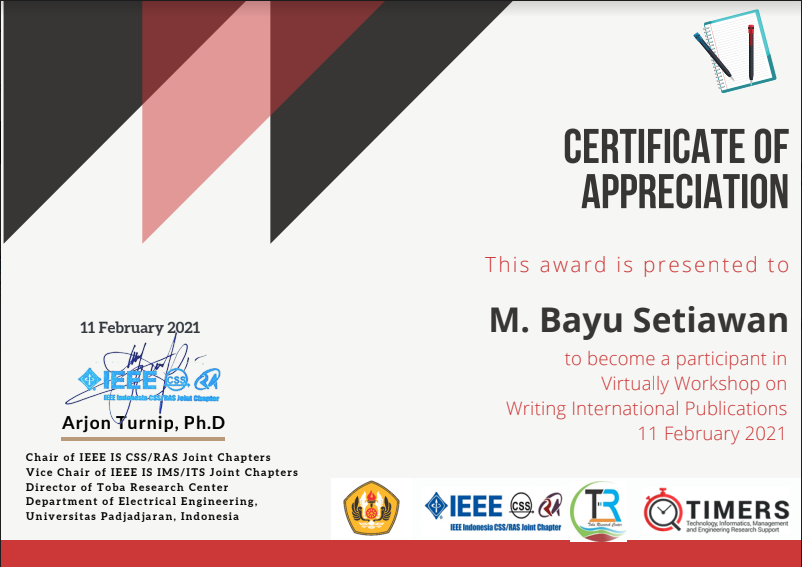 CERTIFICATE OF
APPRECIATION
This award is presented to
M. Bayu Setiawan
to become a participant in
Virtually Workshop on
Writing International Publications
11 February 2021
11 February 2021
IEEE CSS RA
IEEE Indonesia CSS/RAS Joint Chapter
Arjon Turnip, Ph.D
Chair of IEEE IS CSS/RAS Joint Chapters
Vice Chair of IEEE IS IMS/ITS Joint Chapters
Director of Toba Research Center
Department of Electrical Engineering,
Universitas Padjadjaran, Indonesia
IEEE CSS RA
IEEE Indonesia CSS/RAS Joint Chapter
TR
Toba Research Center
TIMERS
Technology, Informatics, Management
and Engineering Research Support